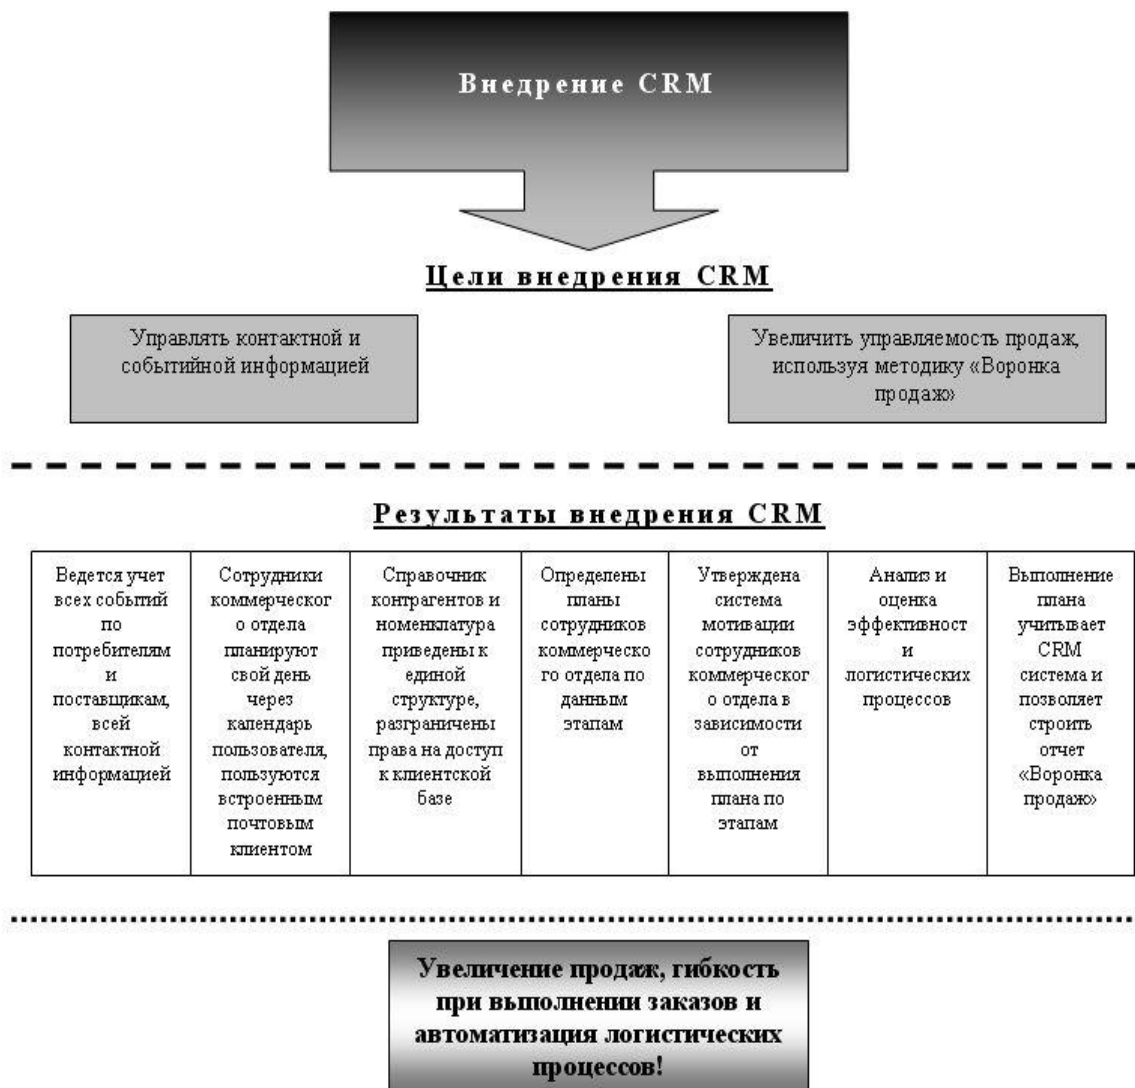 Внедрение CRM
Цели внедрения CRM
Управлять контактной и
событийной информацией
Увеличить управляемость продаж,
используя методику «Воронка
продаж»
Результаты внедрения CRM
Ведется учет
всех событий
по
потребителям
и
поставщикам,
всей
контактной
информацией
Сотрудники
коммерческог
о отдела
планируют
свой день
через
календарь
пользователя,
пользуются
встроенным
почтовым
клиентом
Справочник
контрагентов и
номенклатура
приведены к
единой
структуре,
разграничены
права на доступ
к клиентской
базе
Определены
планы
сотрудников
коммерческо
го отдела по
данным
этапам
Утверждена
система
мотивации
сотрудников
коммерческог
о отдела в
зависимости
от
выполнения
плана по
этапам
Анализ и
оценка
эффективност
и
логистических
процессов
Выполнение
плана
учитывает
CRM
система и
позволяет
строить
отчет
«Воронка
продаж»
Увеличение продаж, гибкость
при выполнении заказов и
автоматизация логистических
процессов!